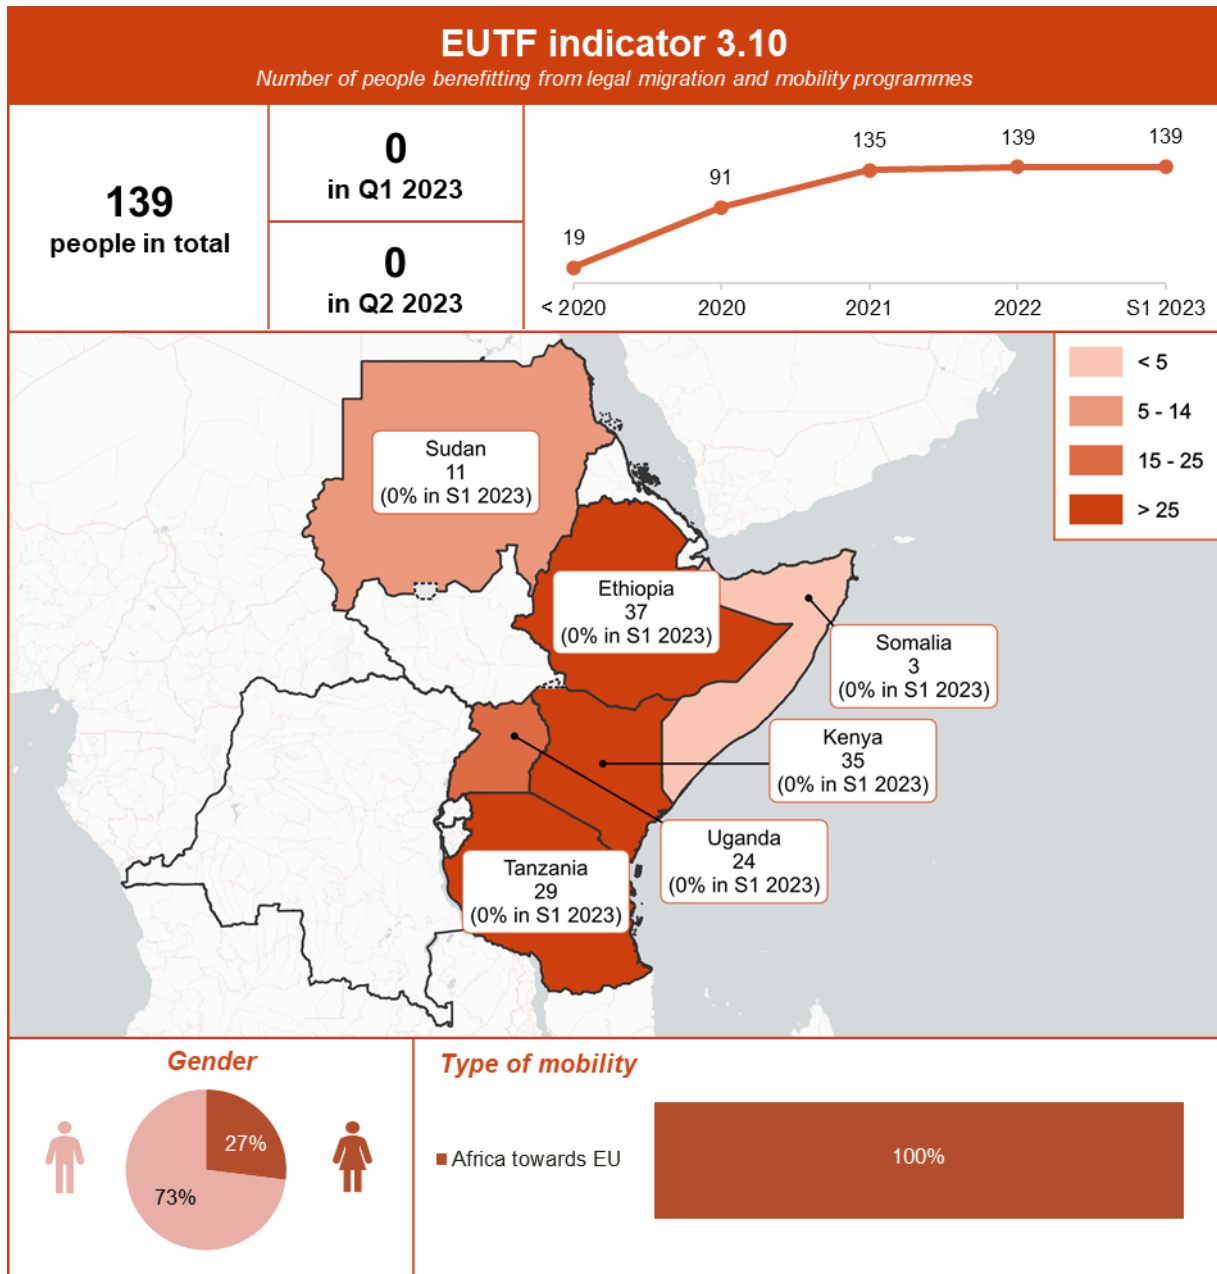 EUTF indicator 3.10
Number of people benefitting from legal migration and mobility programmes
139
people in total
0
in Q1 2023
0
in Q2 2023
19
91
135
139
139
< 2020
2020
2021
2022
S1 2023
< 5
5 - 14
15 - 25
> 25
Sudan
11
(0% in S1 2023)
Ethiopia
37
(0% in S1 2023)
Somalia
3
(0% in S1 2023)
Kenya
35
(0% in S1 2023)
Uganda
24
(0% in S1 2023)
Tanzania
29
(0% in S1 2023)
Gender
27%
73%
Type of mobility
Africa towards EU
100%